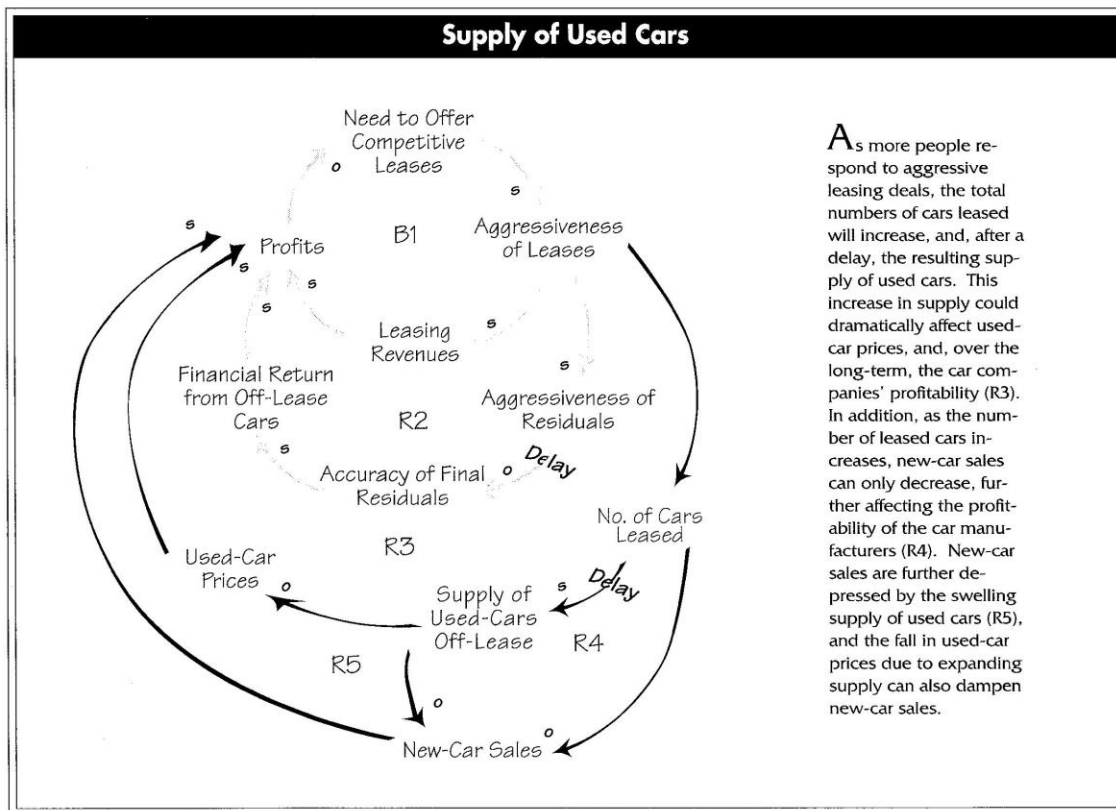 Supply of Used Cars
Need to Offer
Competitive
Leases
o
s
s
Profits
B1
Aggressiveness
of Leases
s
s
s
Leasing
Revenues
s
s
Financial Return
from Off-Lease
Cars
R2
Aggressiveness of
Residuals
s
Accuracy of Final
Residuals
o
Delay
No. of Cars
Leased
R3
Used-Car
Prices
o
Supply of
Used-Cars
Off-Lease
s
Delay
R4
R5
o
o
New-Car Sales
As more people re-
spond to aggressive
leasing deals, the total
numbers of cars leased
will increase, and, after a
delay, the resulting sup-
ply of used cars. This
increase in supply could
dramatically affect used-
car prices, and, over the
long-term, the car com-
panies' profitability (R3).
In addition, as the num-
ber of leased cars in-
creases, new-car sales
can only decrease, fur-
ther affecting the profit-
ability of the car manu-
facturers (R4). New-car
sales are further de-
pressed by the swelling
supply of used cars (R5),
and the fall in used-car
prices due to expanding
supply can also dampen
new-car sales.